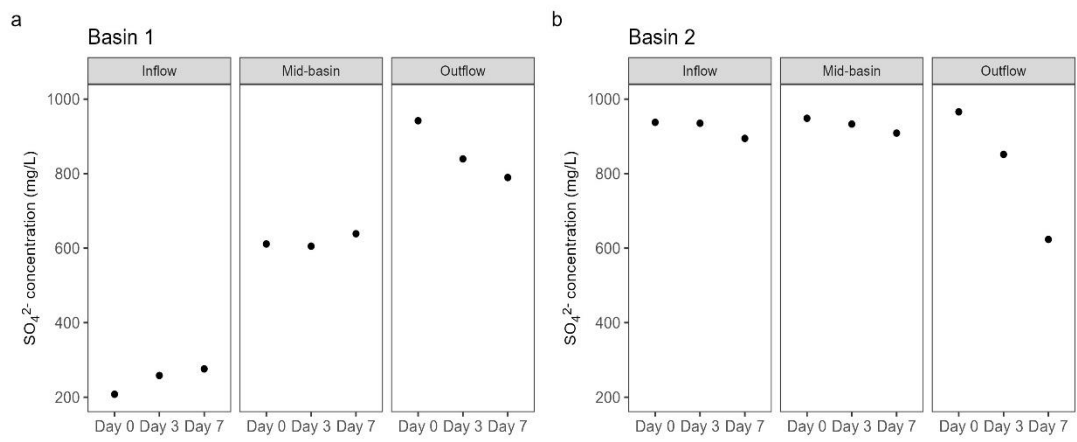 a
Basin 1
Inflow Mid-basin Outflow
1000
800
600
400
200
SO₄²⁻ concentration (mg/L)
Day 0 Day 3 Day 7 Day 0 Day 3 Day 7 Day 0 Day 3 Day 7
b
Basin 2
Inflow Mid-basin Outflow
1000
800
600
400
200
SO₄²⁻ concentration (mg/L)
Day 0 Day 3 Day 7 Day 0 Day 3 Day 7 Day 0 Day 3 Day 7